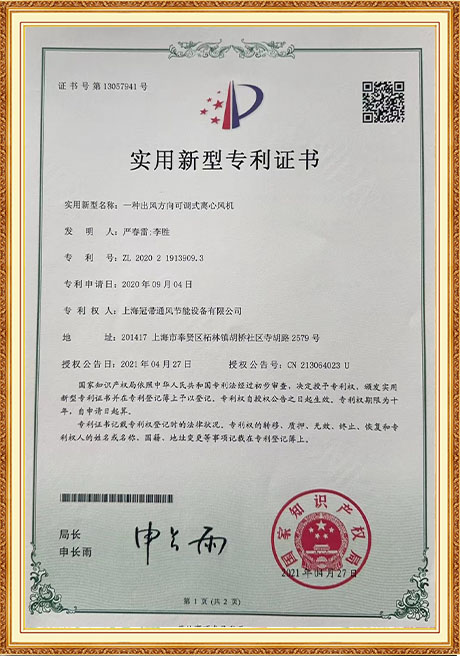 证书号第13057941号
实用新型专利证书
实用新型名称：一种出风方向可调式离心风机
发 明 人：严春雷;李胜
专 利 号：ZL 2020 2 1913909.3
专利申请日：2020年09月04日
专 利 权 人：上海冠带通风节能设备有限公司
地 址：201417 上海市奉贤区柘林镇胡桥社区寺胡路2579号
授权公告日：2021年04月27日 授权公告号：CN 213064023 U
国家知识产权局依照中华人民共和国专利法经过初步审查，决定授予专利权，颁发实用
新型专利证书并在专利登记簿上予以登记。专利权自授权公告之日起生效。专利权期限为十
年，自申请日起算。
专利证书记载专利权登记时的法律状况。专利权的转移、质押、无效、终止、恢复和专
利权人的姓名或名称、国籍、地址变更等事项记载在专利登记簿上。
局长
申长雨
申长雨
国家知识产权局
2021年04月27日
第1页(共2页)